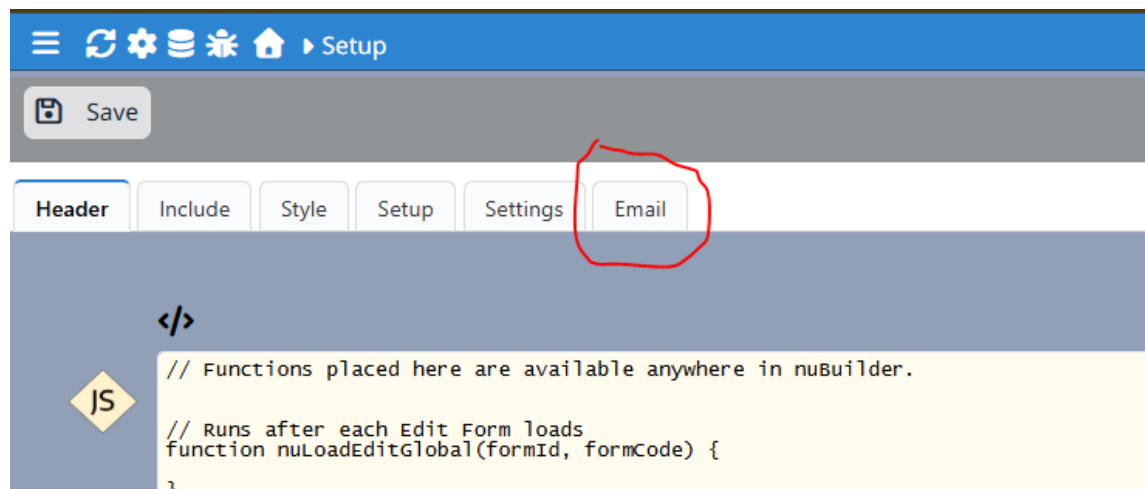 Setup
Save
Header Include Style Setup Settings Email
</>
JS
// Functions placed here are available anywhere in nuBuilder.
// Runs after each Edit Form loads
function nuLoadEditGlobal(formId, formCode) {
}